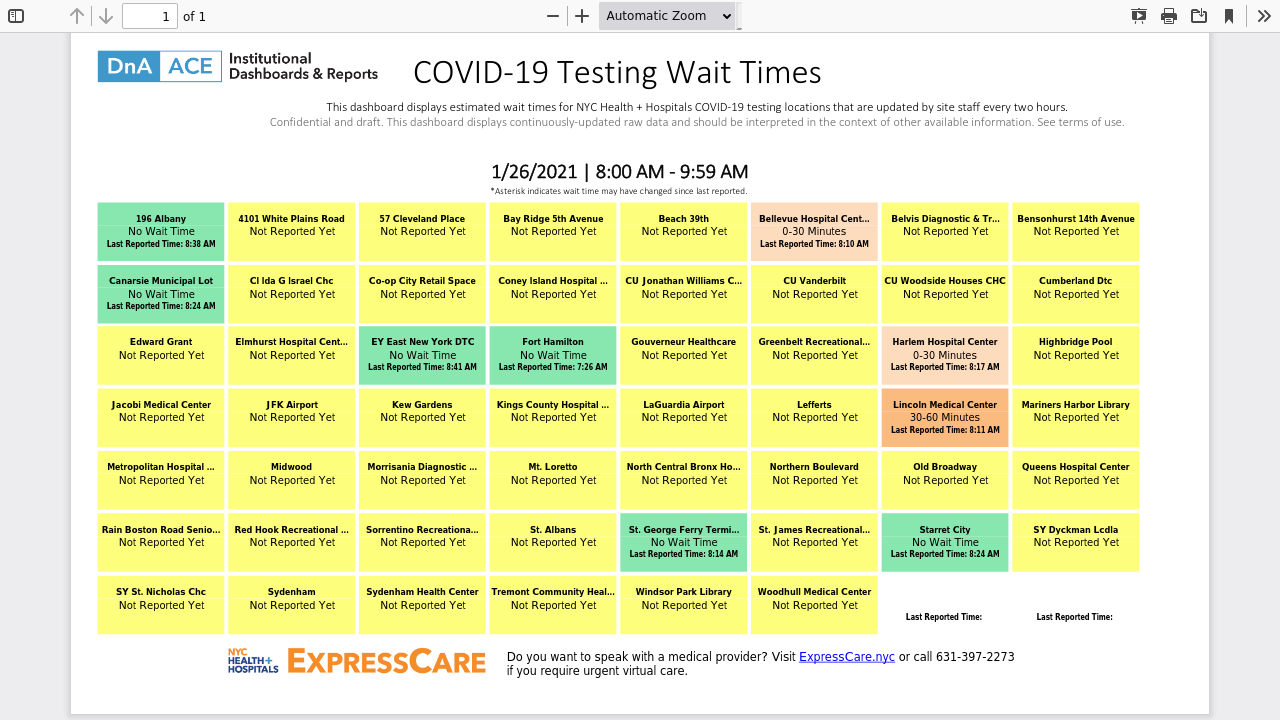 1 of 1 Automatic Zoom
DnA ACE Institutional
Dashboards & Reports
COVID-19 Testing Wait Times
This dashboard displays estimated wait times for NYC Health + Hospitals COVID-19 testing locations that are updated by site staff every two hours.
Confidential and draft. This dashboard displays continuously-updated raw data and should be interpreted in the context of other available information. See terms of use.
1/26/2021 | 8:00 AM - 9:59 AM
*Asterisk indicates wait time may have changed since last reported.
196 Albany
No Wait Time
Last Reported Time: 8:38 AM
4101 White Plains Road
Not Reported Yet
57 Cleveland Place
Not Reported Yet
Bay Ridge 5th Avenue
Not Reported Yet
Beach 39th
Not Reported Yet
Bellevue Hospital Cent...
0-30 Minutes
Last Reported Time: 8:10 AM
Belvis Diagnostic & Tr...
Not Reported Yet
Bensonhurst 14th Avenue
Not Reported Yet
Canarsie Municipal Lot
No Wait Time
Last Reported Time: 8:24 AM
CI Ida G Israel Chc
Not Reported Yet
Co-op City Retail Space
Not Reported Yet
Coney Island Hospital ...
Not Reported Yet
CU Jonathan Williams C...
Not Reported Yet
CU Vanderbilt
Not Reported Yet
CU Woodside Houses CHC
Not Reported Yet
Cumberland Dtc
Not Reported Yet
Edward Grant
Not Reported Yet
Elmhurst Hospital Cent...
Not Reported Yet
EY East New York DTC
No Wait Time
Last Reported Time: 8:41 AM
Fort Hamilton
No Wait Time
Last Reported Time: 7:26 AM
Gouverneur Healthcare
Not Reported Yet
Greenbelt Recreational...
Not Reported Yet
Harlem Hospital Center
0-30 Minutes
Last Reported Time: 8:17 AM
Highbridge Pool
Not Reported Yet
Jacobi Medical Center
Not Reported Yet
JFK Airport
Not Reported Yet
Kew Gardens
Not Reported Yet
Kings County Hospital ...
Not Reported Yet
LaGuardia Airport
Not Reported Yet
Lefferts
Not Reported Yet
Lincoln Medical Center
30-60 Minutes
Last Reported Time: 8:11 AM
Mariners Harbor Library
Not Reported Yet
Metropolitan Hospital ...
Not Reported Yet
Midwood
Not Reported Yet
Morrisania Diagnostic ...
Not Reported Yet
Mt. Loretto
Not Reported Yet
North Central Bronx Ho...
Not Reported Yet
Northern Boulevard
Not Reported Yet
Old Broadway
Not Reported Yet
Queens Hospital Center
Not Reported Yet
Rain Boston Road Senio...
Not Reported Yet
Red Hook Recreational ...
Not Reported Yet
Sorrentino Recreationa...
Not Reported Yet
St. Albans
Not Reported Yet
St. George Ferry Termi...
No Wait Time
Last Reported Time: 8:14 AM
St. James Recreational...
Not Reported Yet
Starret City
No Wait Time
Last Reported Time: 8:24 AM
SY Dyckman Lcdla
Not Reported Yet
SY St. Nicholas Chc
Not Reported Yet
Sydenham
Not Reported Yet
Sydenham Health Center
Not Reported Yet
Tremont Community Heal...
Not Reported Yet
Windsor Park Library
Not Reported Yet
Woodhull Medical Center
Not Reported Yet
Last Reported Time:
Last Reported Time:
NYC
HEALTH+
HOSPITALS
EXPRESSCARE
Do you want to speak with a medical provider? Visit ExpressCare.nyc or call 631-397-2273
if you require urgent virtual care.